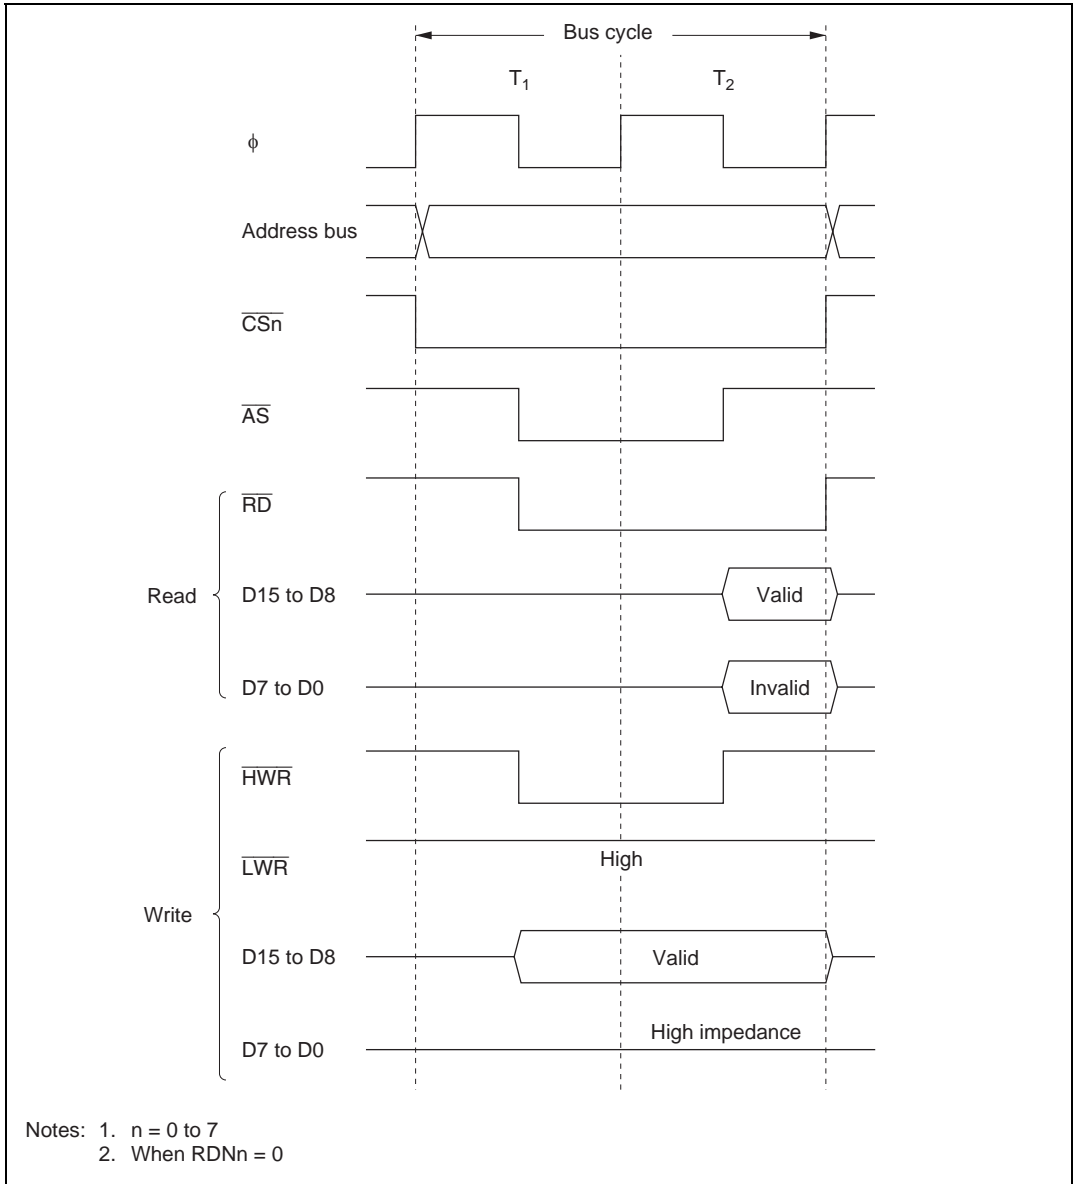 Bus cycle
T1 T2
ϕ
Address bus
CSn
AS
RD
Read D15 to D8 Valid
D7 to D0 Invalid
HWR
High
LWR
Write
D15 to D8 Valid
High impedance
D7 to D0
Notes: 1. n = 0 to 7
2. When RDNn = 0